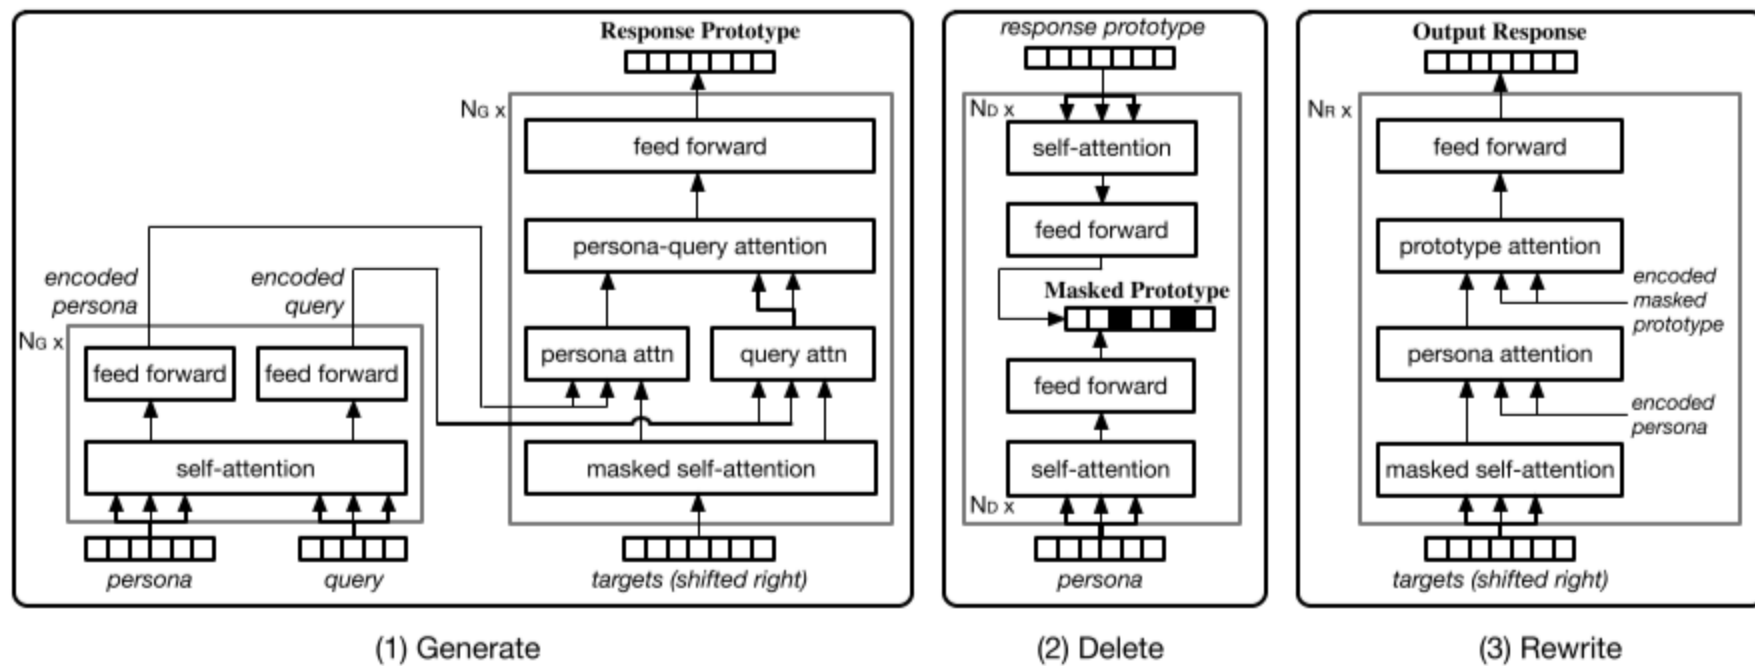 Response Prototype
NG x
feed forward
persona-query attention
encoded
persona
encoded
query
NG x
feed forward
feed forward
persona attn
query attn
self-attention
masked self-attention
persona
query
targets (shifted right)
(1) Generate
response prototype
ND x
self-attention
feed forward
Masked Prototype
feed forward
self-attention
ND x
persona
(2) Delete
Output Response
NR x
feed forward
prototype attention
encoded
masked
prototype
persona attention
encoded
persona
masked self-attention
targets (shifted right)
(3) Rewrite